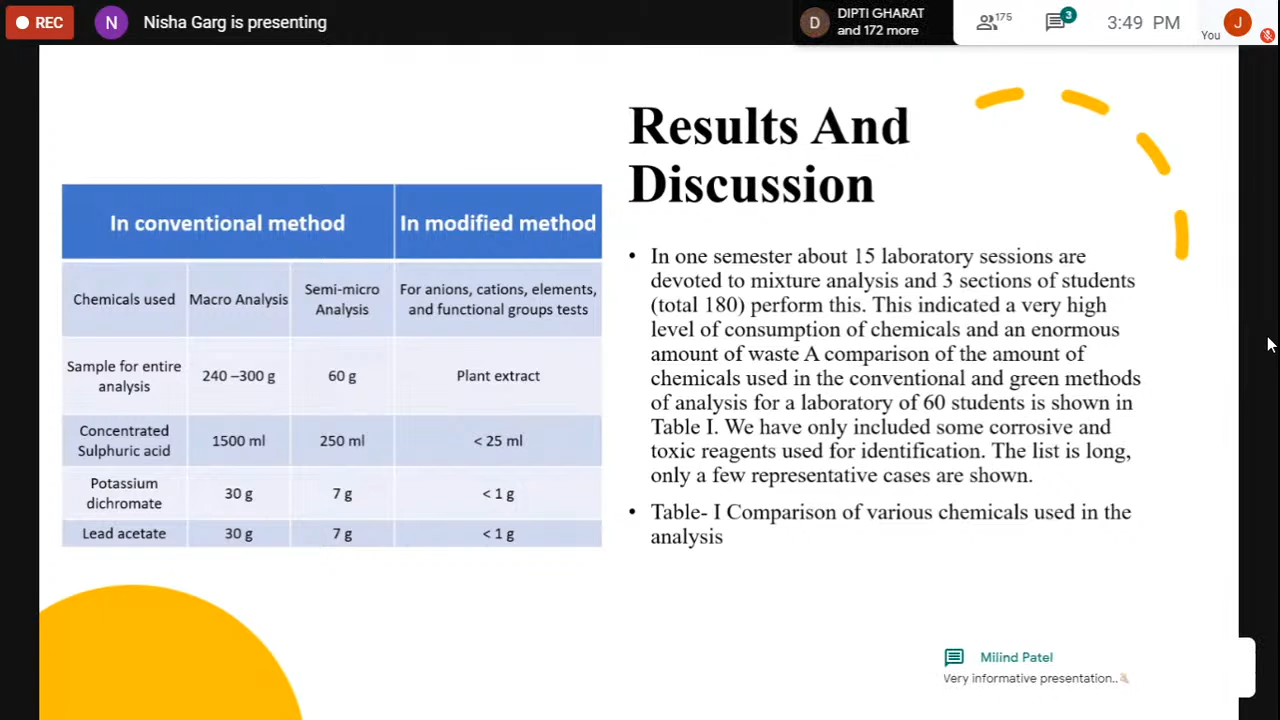 REC
N
Nisha Garg is presenting
D
DIPTI GHARAT
and 172 more
175
3
3:49 PM
You
J
Results And
Discussion
In conventional method
In modified method
Chemicals used
Macro Analysis
Semi-micro
Analysis
For anions, cations, elements,
and functional groups tests
Sample for entire
analysis
240 –300 g
60 g
Plant extract
Concentrated
Sulphuric acid
1500 ml
250 ml
< 25 ml
Potassium
dichromate
30 g
7 g
< 1 g
Lead acetate
30 g
7 g
< 1 g
• In one semester about 15 laboratory sessions are
devoted to mixture analysis and 3 sections of students
(total 180) perform this. This indicated a very high
level of consumption of chemicals and an enormous
amount of waste A comparison of the amount of
chemicals used in the conventional and green methods
of analysis for a laboratory of 60 students is shown in
Table I. We have only included some corrosive and
toxic reagents used for identification. The list is long,
only a few representative cases are shown.
• Table- I Comparison of various chemicals used in the
analysis
Milind Patel
Very informative presentation..